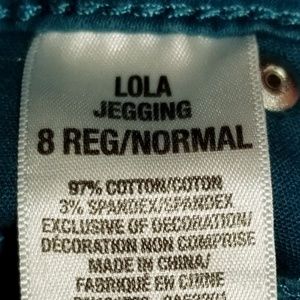 LOLA
JEGGING
8 REG/NORMAL
97% COTTON/COTON
3% SPANDEX/SPANDEX
EXCLUSIVE OF DECORATION/
DÉCORATION NON COMPRISE
MADE IN CHINA/
FABRIQUÉ EN CHINE